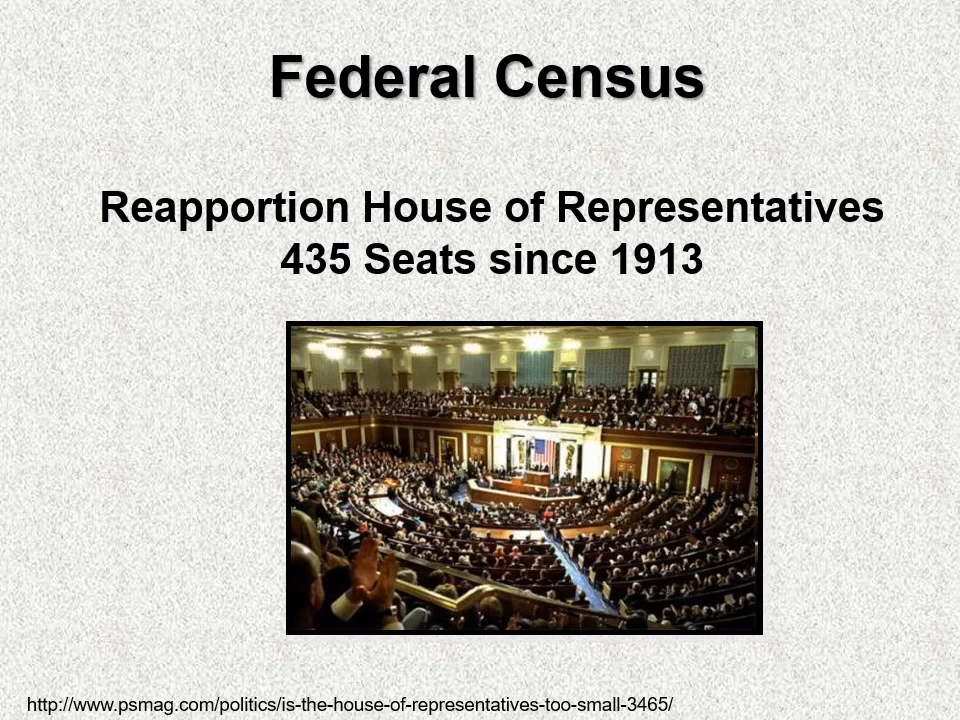 Federal Census
Reapportion House of Representatives
435 Seats since 1913
http://www.psmag.com/politics/is-the-house-of-representatives-too-small-3465/